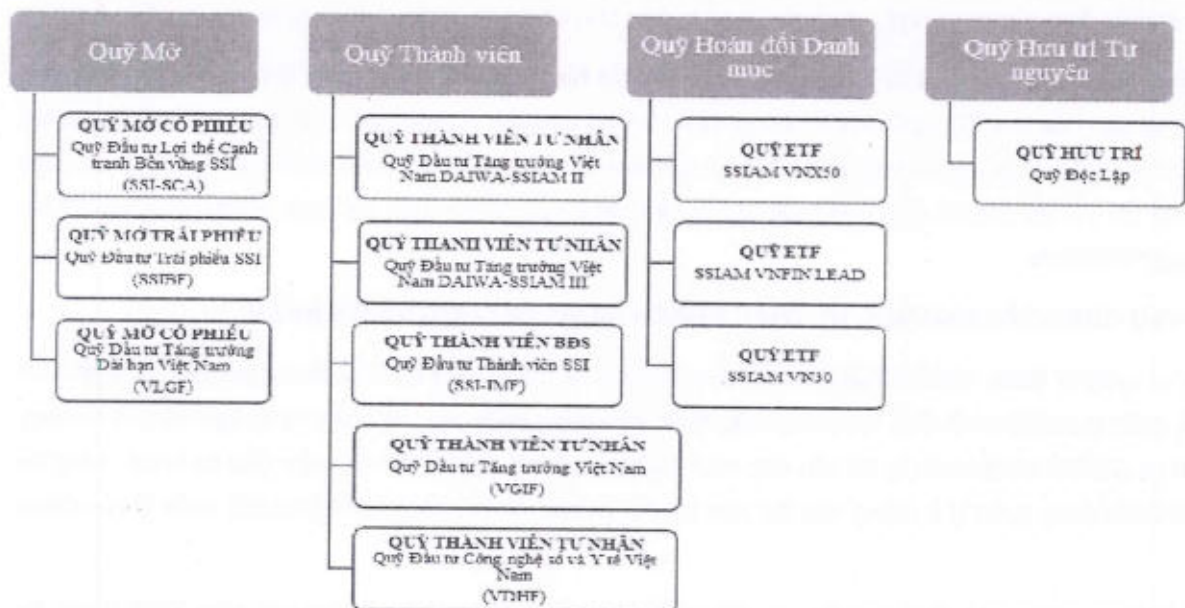 Quỹ Mở
QUỸ MỞ CỔ PHIẾU
Quỹ Đầu tư Lợi thế Cạnh
tranh Bền vững SSI
(SSI-SCA)
QUỸ MỞ TRÁI PHIẾU
Quỹ Đầu tư Trái phiếu SSI
(SSIBF)
QUỸ MỞ CỔ PHIẾU
Quỹ Đầu tư Tăng trưởng
Dài hạn Việt Nam
(VLGF)
Quỹ Thành viên
QUỸ THÀNH VIÊN TƯ NHÂN
Quỹ Đầu tư Tăng trưởng Việt
Nam DAIWA-SSIAM II
QUỸ THÀNH VIÊN TƯ NHÂN
Quỹ Đầu tư Tăng trưởng Việt
Nam DAIWA-SSIAM III
QUỸ THÀNH VIÊN BĐS
Quỹ Đầu tư Thành viên SSI
(SSI-IMF)
QUỸ THÀNH VIÊN TƯ NHÂN
Quỹ Đầu tư Tăng trưởng Việt Nam
(VGIF)
QUỸ THÀNH VIÊN TƯ NHÂN
Quỹ Đầu tư Công nghệ số và Y tế Việt
Nam
(VDHF)
Quỹ Hoán đổi Danh
mục
QUỸ ETF
SSIAM VNX50
QUỸ ETF
SSIAM VNFIN LEAD
QUỸ ETF
SSIAM VN30
Quỹ Hưu trí Tự
nguyện
QUỸ HƯU TRÍ
Quỹ Độc Lập